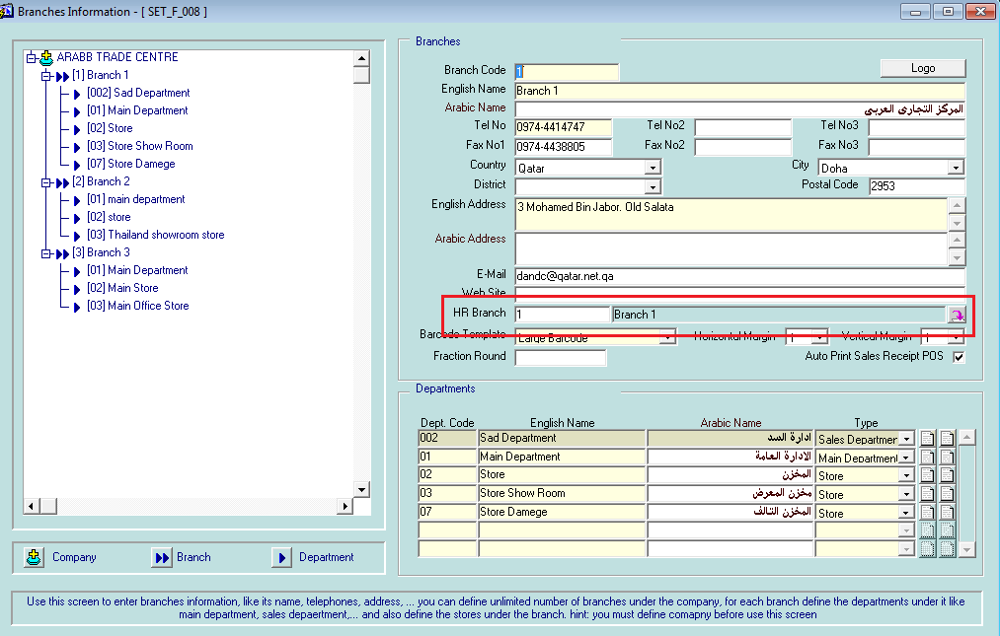 Branches Information - [ SET_F_008 ]
ARABB TRADE CENTRE
[1] Branch 1
[002] Sad Department
[01] Main Department
[02] Store
[03] Store Show Room
[07] Store Damege
[2] Branch 2
[01] main department
[02] store
[03] Thailand showroom store
[3] Branch 3
[01] Main Department
[02] Main Store
[03] Main Office Store
Company Branch Department
Branches
Branch Code 1 Logo
English Name Branch 1
Arabic Name المركز التجارى العربى
Tel No 0974-4414747 Tel No2 Tel No3
Fax No1 0974-4438805 Fax No2 Fax No3
Country Qatar City Doha
District Postal Code 2953
English Address 3 Mohamed Bin Jabor. Old Salata
Arabic Address
E-Mail dandc@qatar.net.qa
Web Site
HR Branch 1 Branch 1
Barcode Template Large Barcode Horizontal Margin 1 Vertical Margin 1
Fraction Round Auto Print Sales Receipt POS
Departments
Dept. Code English Name Arabic Name Type
002 Sad Department ادارة السد Sales Departmer
01 Main Department الادارة العامة Main Department
02 Store المخزن Store
03 Store Show Room مخزن المعرض Store
07 Store Damege المخزن التالف Store
Use this screen to enter branches information, like its name, telephones, address, ... you can define unlimited number of branches under the company, for each branch define the departments under it like
main department, sales depaertment,... and also define the stores under the branch. hint: you must define comapny before use this screen